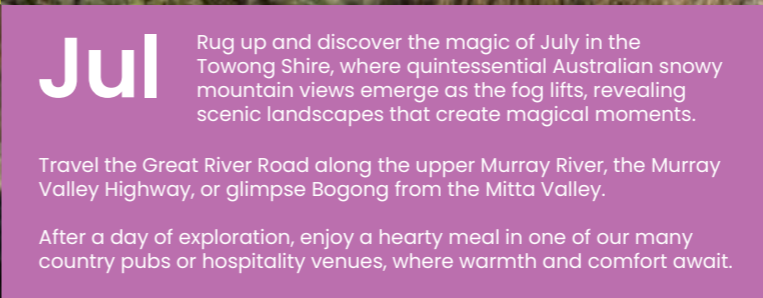 Jul
Rug up and discover the magic of July in the
Towong Shire, where quintessential Australian snowy
mountain views emerge as the fog lifts, revealing
scenic landscapes that create magical moments.
Travel the Great River Road along the upper Murray River, the Murray
Valley Highway, or glimpse Bogong from the Mitta Valley.
After a day of exploration, enjoy a hearty meal in one of our many
country pubs or hospitality venues, where warmth and comfort await.